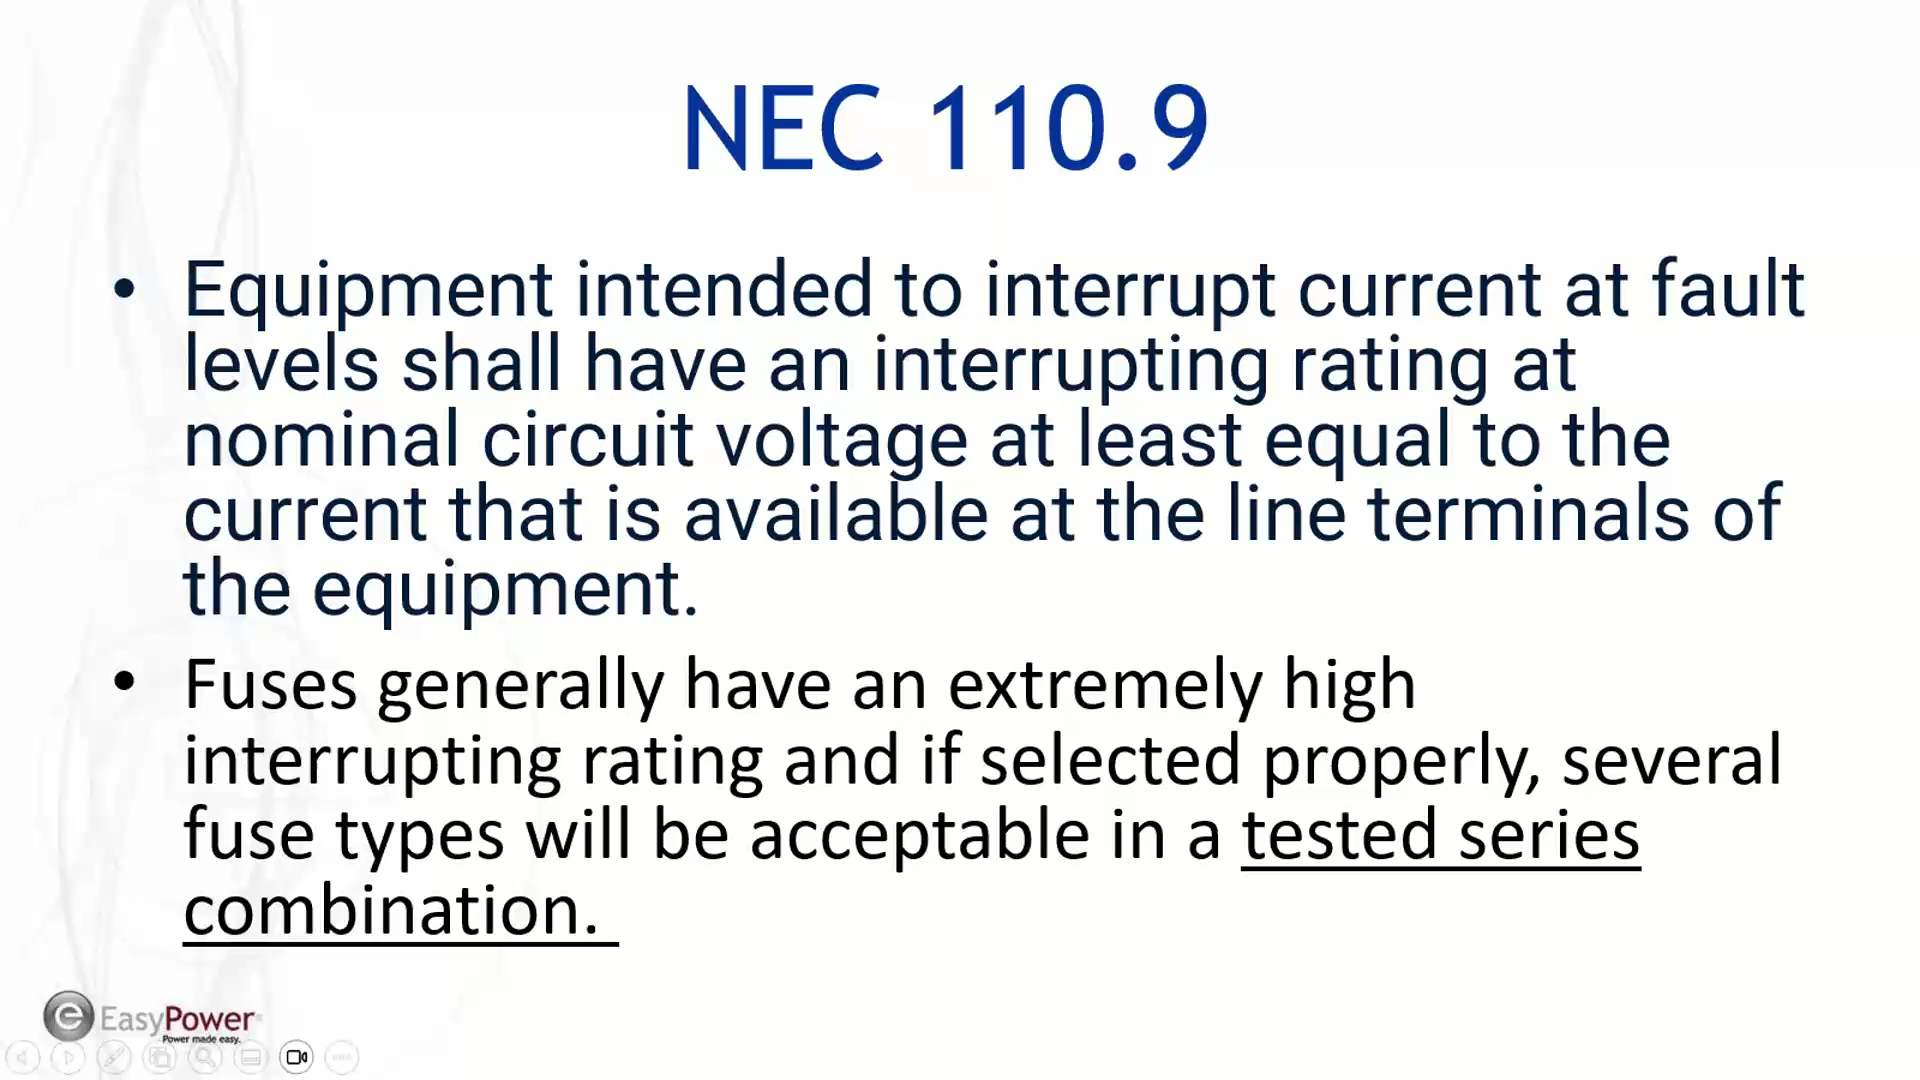 NEC 110.9
• Equipment intended to interrupt current at fault
levels shall have an interrupting rating at
nominal circuit voltage at least equal to the
current that is available at the line terminals of
the equipment.
• Fuses generally have an extremely high
interrupting rating and if selected properly, several
fuse types will be acceptable in a tested series
combination.
EasyPower
Power made easy.